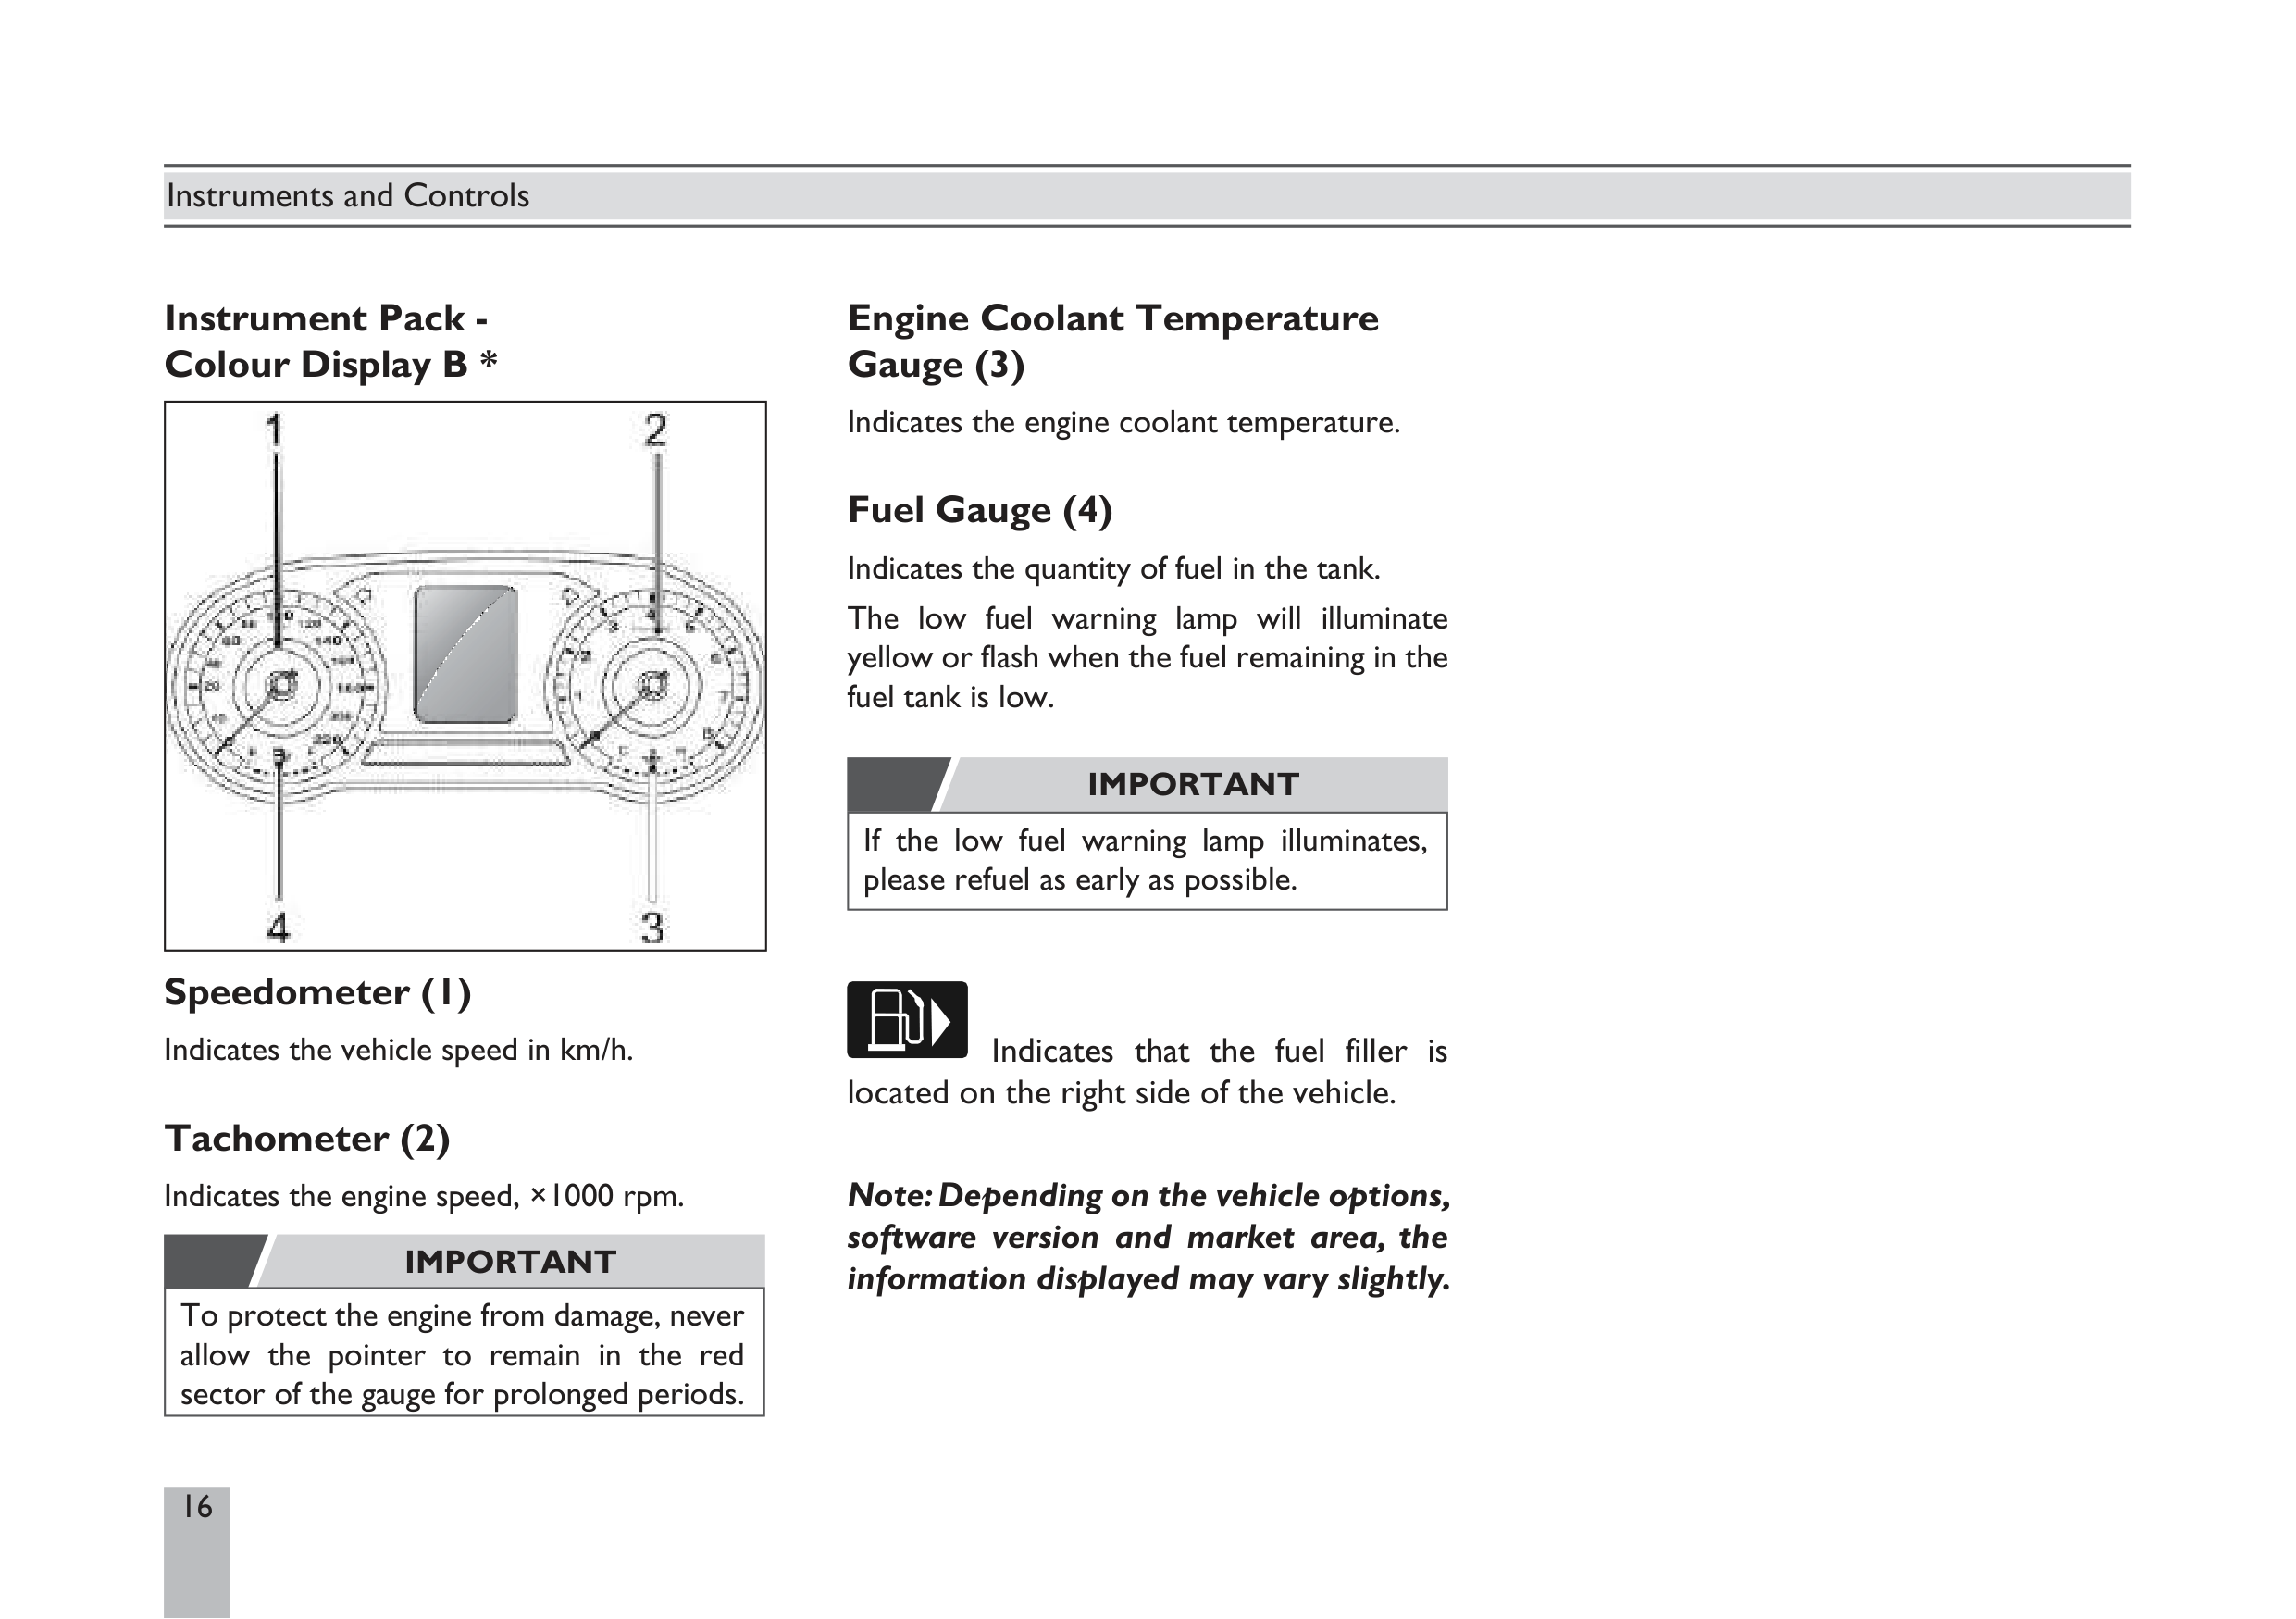 Instruments and Controls
Instrument Pack -
Colour Display B *
1
2
4
3
Speedometer (1)
Indicates the vehicle speed in km/h.
Tachometer (2)
Indicates the engine speed, ×1000 rpm.
IMPORTANT
To protect the engine from damage, never
allow the pointer to remain in the red
sector of the gauge for prolonged periods.
Engine Coolant Temperature
Gauge (3)
Indicates the engine coolant temperature.
Fuel Gauge (4)
Indicates the quantity of fuel in the tank.
The low fuel warning lamp will illuminate
yellow or flash when the fuel remaining in the
fuel tank is low.
IMPORTANT
If the low fuel warning lamp illuminates,
please refuel as early as possible.
Indicates that the fuel filler is
located on the right side of the vehicle.
Note: Depending on the vehicle options,
software version and market area, the
information displayed may vary slightly.
16